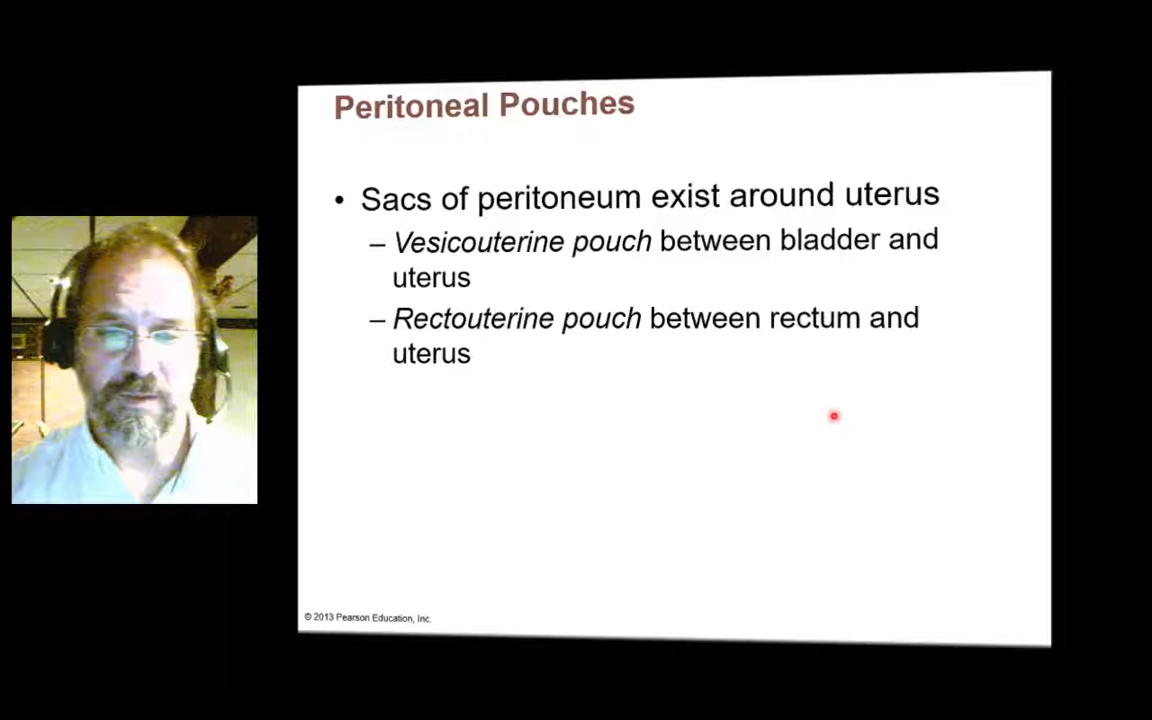 Peritoneal Pouches
• Sacs of peritoneum exist around uterus
– Vesicouterine pouch between bladder and
uterus
– Rectouterine pouch between rectum and
uterus
© 2013 Pearson Education, Inc.